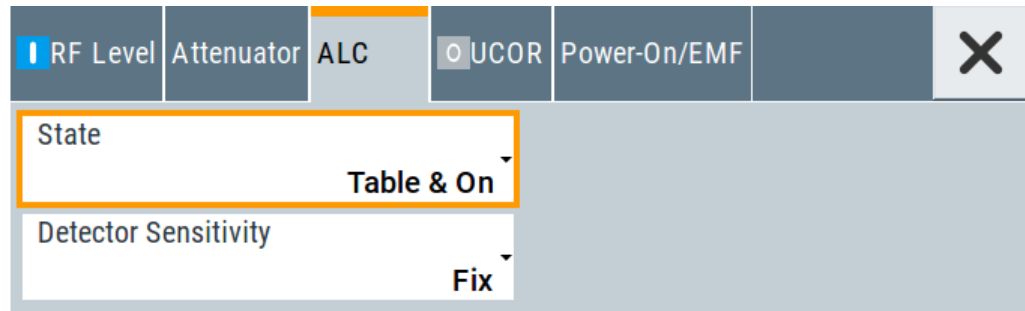 RF Level Attenuator ALC UCOR Power-On/EMF
State
Table & On
Detector Sensitivity
Fix